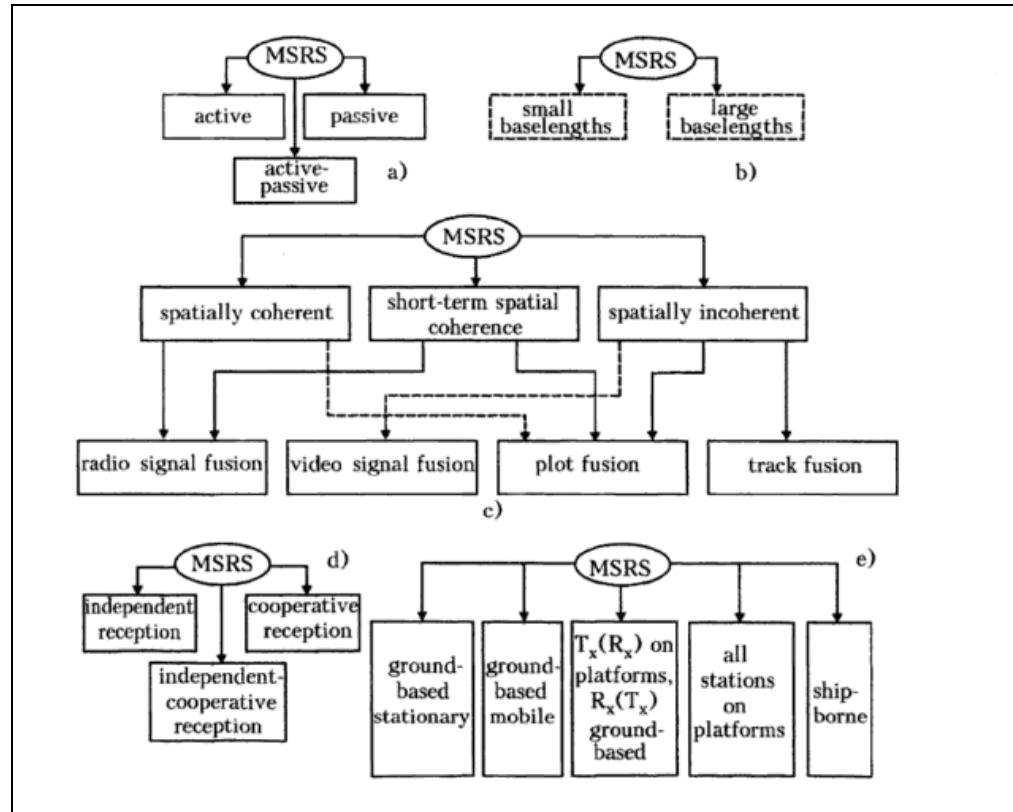 MSRS
active
passive
active-
passive
a)
MSRS
small
baselengths
large
baselengths
b)
MSRS
spatially coherent
short-term spatial
coherence
spatially incoherent
radio signal fusion
video signal fusion
plot fusion
track fusion
c)
d)
MSRS
independent
reception
cooperative
reception
independent-
cooperative
reception
e)
MSRS
ground-
based
stationary
ground-
based
mobile
Tx(Rx) on
platforms,
Rx(Tx)
ground-
based
all
stations
on
platforms
ship-
borne